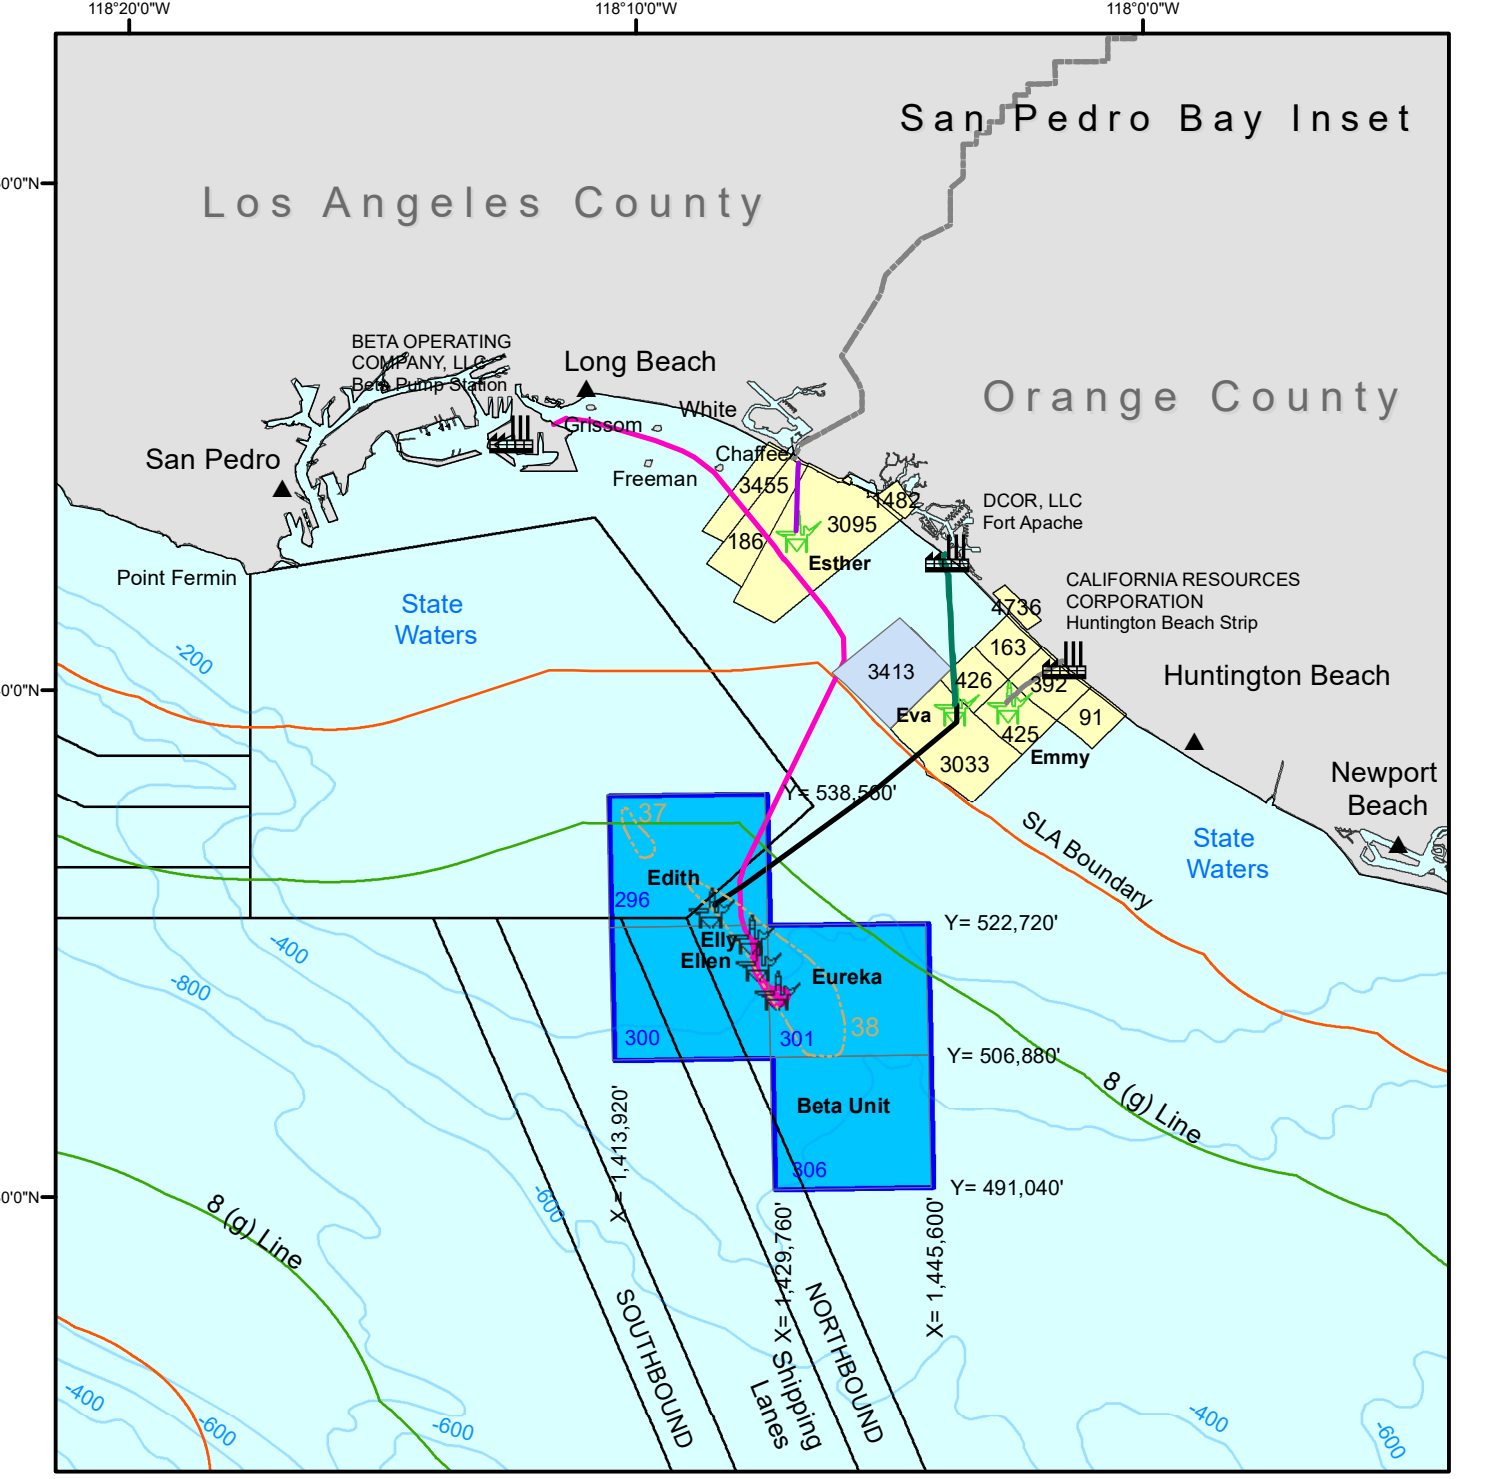 118°20'0"W
118°10'0"W
118°0'0"W
San Pedro Bay Inset
0'0"N
Los Angeles County
BETA OPERATING
COMPANY, LLC
Beta Pump Station
Long Beach
Orange County
White
Grissom
Chaffee
San Pedro
Freeman
3455
1482
DCOR, LLC
Fort Apache
3095
186
Esther
Point Fermin
CALIFORNIA RESOURCES
CORPORATION
Huntington Beach Strip
State
Waters
4736
-200
163
3413
426
392
Huntington Beach
0'0"N
Eva
91
425
Emmy
3033
Newport
Beach
Y= 538,560'
37
SLA Boundary
State
Waters
Edith
296
Y= 522,720'
Elly
Ellen
-400
Eureka
-800
38
300
301
Y= 506,880'
8 (g) Line
Beta Unit
X= 1,413,920'
306
Y= 491,040'
0'0"N
-600
8 (g) Line
X= 1,429,760'
X= 1,445,600'
SOUTHBOUND
NORTHBOUND
Shipping
Lanes
-400
-600
-600
-400
-600